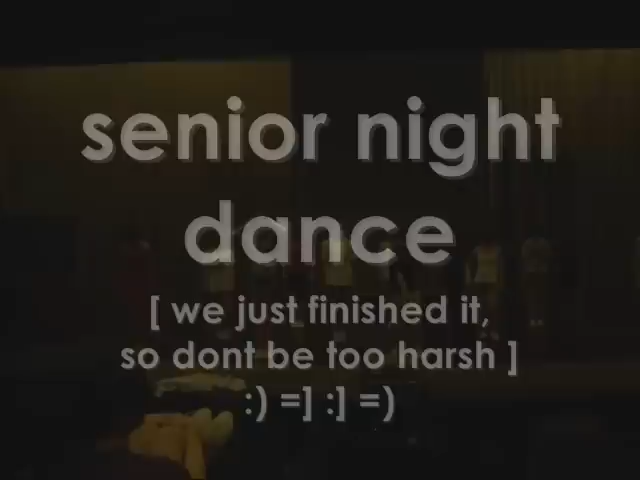 senior night
dance
[ we just finished it,
so dont be too harsh ]
:) =] :] =)